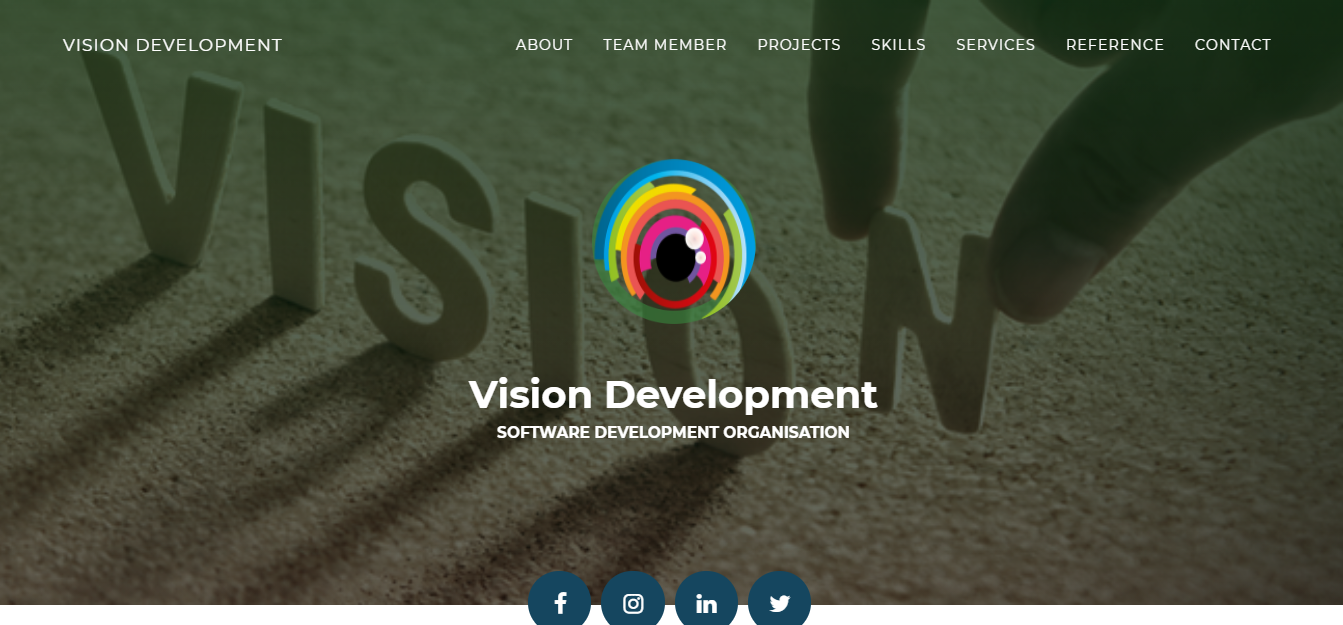 VISION DEVELOPMENT ABOUT TEAM MEMBER PROJECTS SKILLS SERVICES REFERENCE CONTACT
VISION
Vision Development
SOFTWARE DEVELOPMENT ORGANISATION